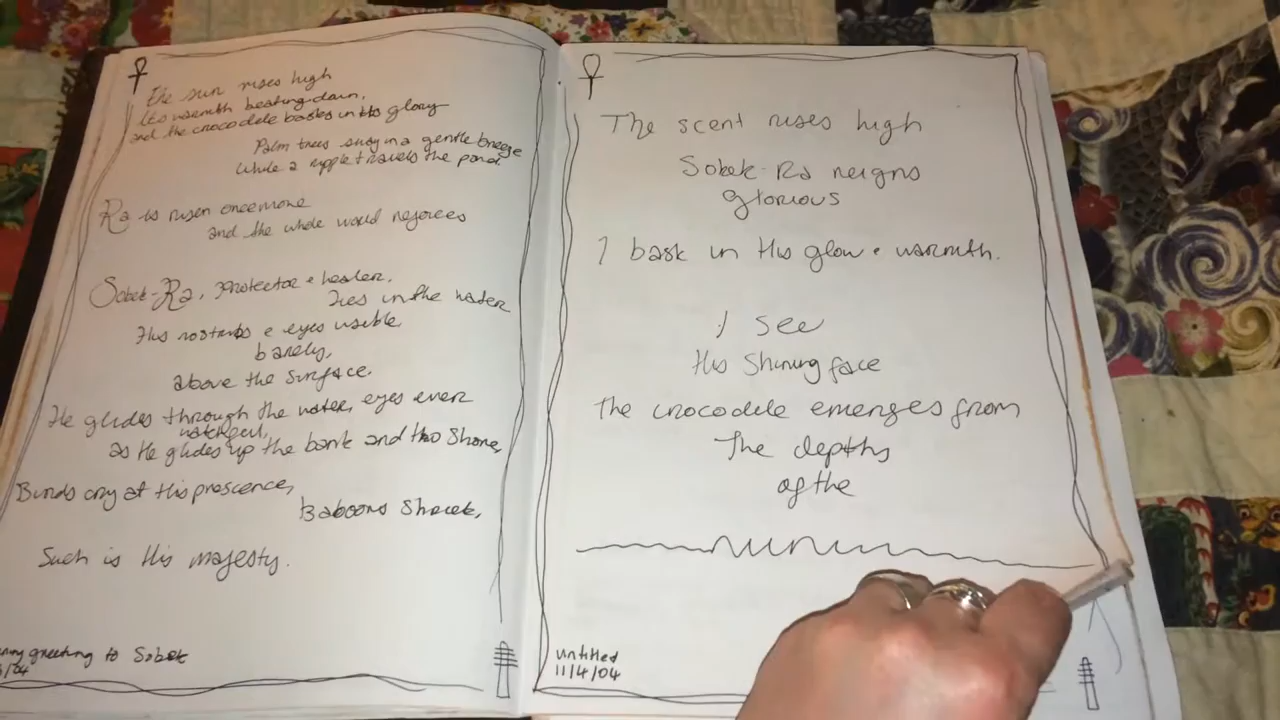 The sun rises high
Its warmth beating down,
and the crocodile basks in its glory
Palm trees sway in a gentle breeze
While a ripple travels the pond
Ra is risen once more
and the whole world rejoices
Sobek-Ra, protector + healer,
lies in the water
His nostrils + eyes visible
barely,
above the surface.
He glides through the water, eyes ever
watchful,
as He glides up the bank and the shore,
Birds cry at His prescence,
Baboons Shriek,
Such is His majesty.
greeting to Sobek
/04
The scent rises high
Sobek-Ra reigns
glorious
I bask in His glow + warmth.
I see
His Shining face
The crocodile emerges from
The depths
of the
untitled
11/4/04